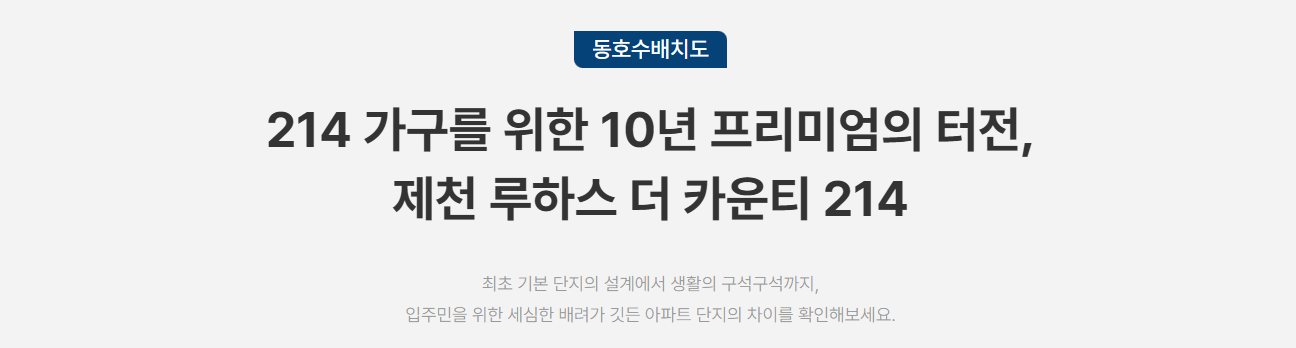 동호수배치도
214 가구를 위한 10년 프리미엄의 터전,
제천 루하스 더 카운티 214
최초 기본 단지의 설계에서 생활의 구석구석까지,
입주민을 위한 세심한 배려가 깃든 아파트 단지의 차이를 확인해보세요.